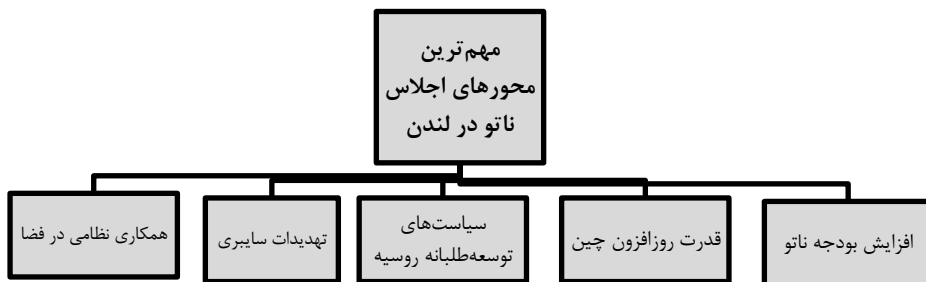 مهم‌ترین
محورهای اجلاس
ناتو در لندن
افزایش بودجه ناتو
قدرت روزافزون چین
سیاست‌های
توسعه‌طلبانه روسیه
تهدیدات سایبری
همکاری نظامی در فضا